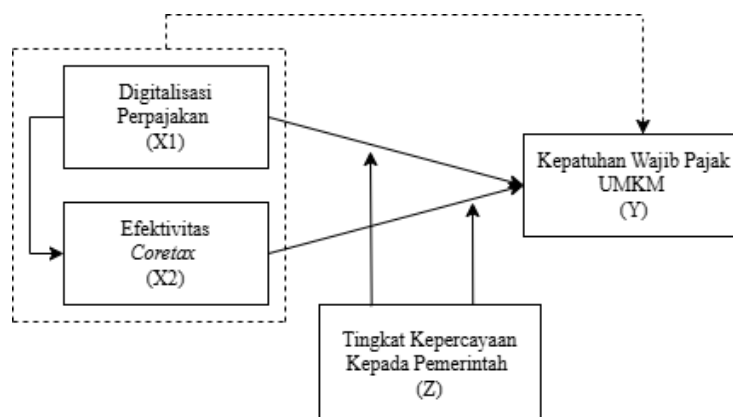 Digitalisasi
Perpajakan
(X1)
Efektivitas
Coretax
(X2)
Kepatuhan Wajib Pajak
UMKM
(Y)
Tingkat Kepercayaan
Kepada Pemerintah
(Z)